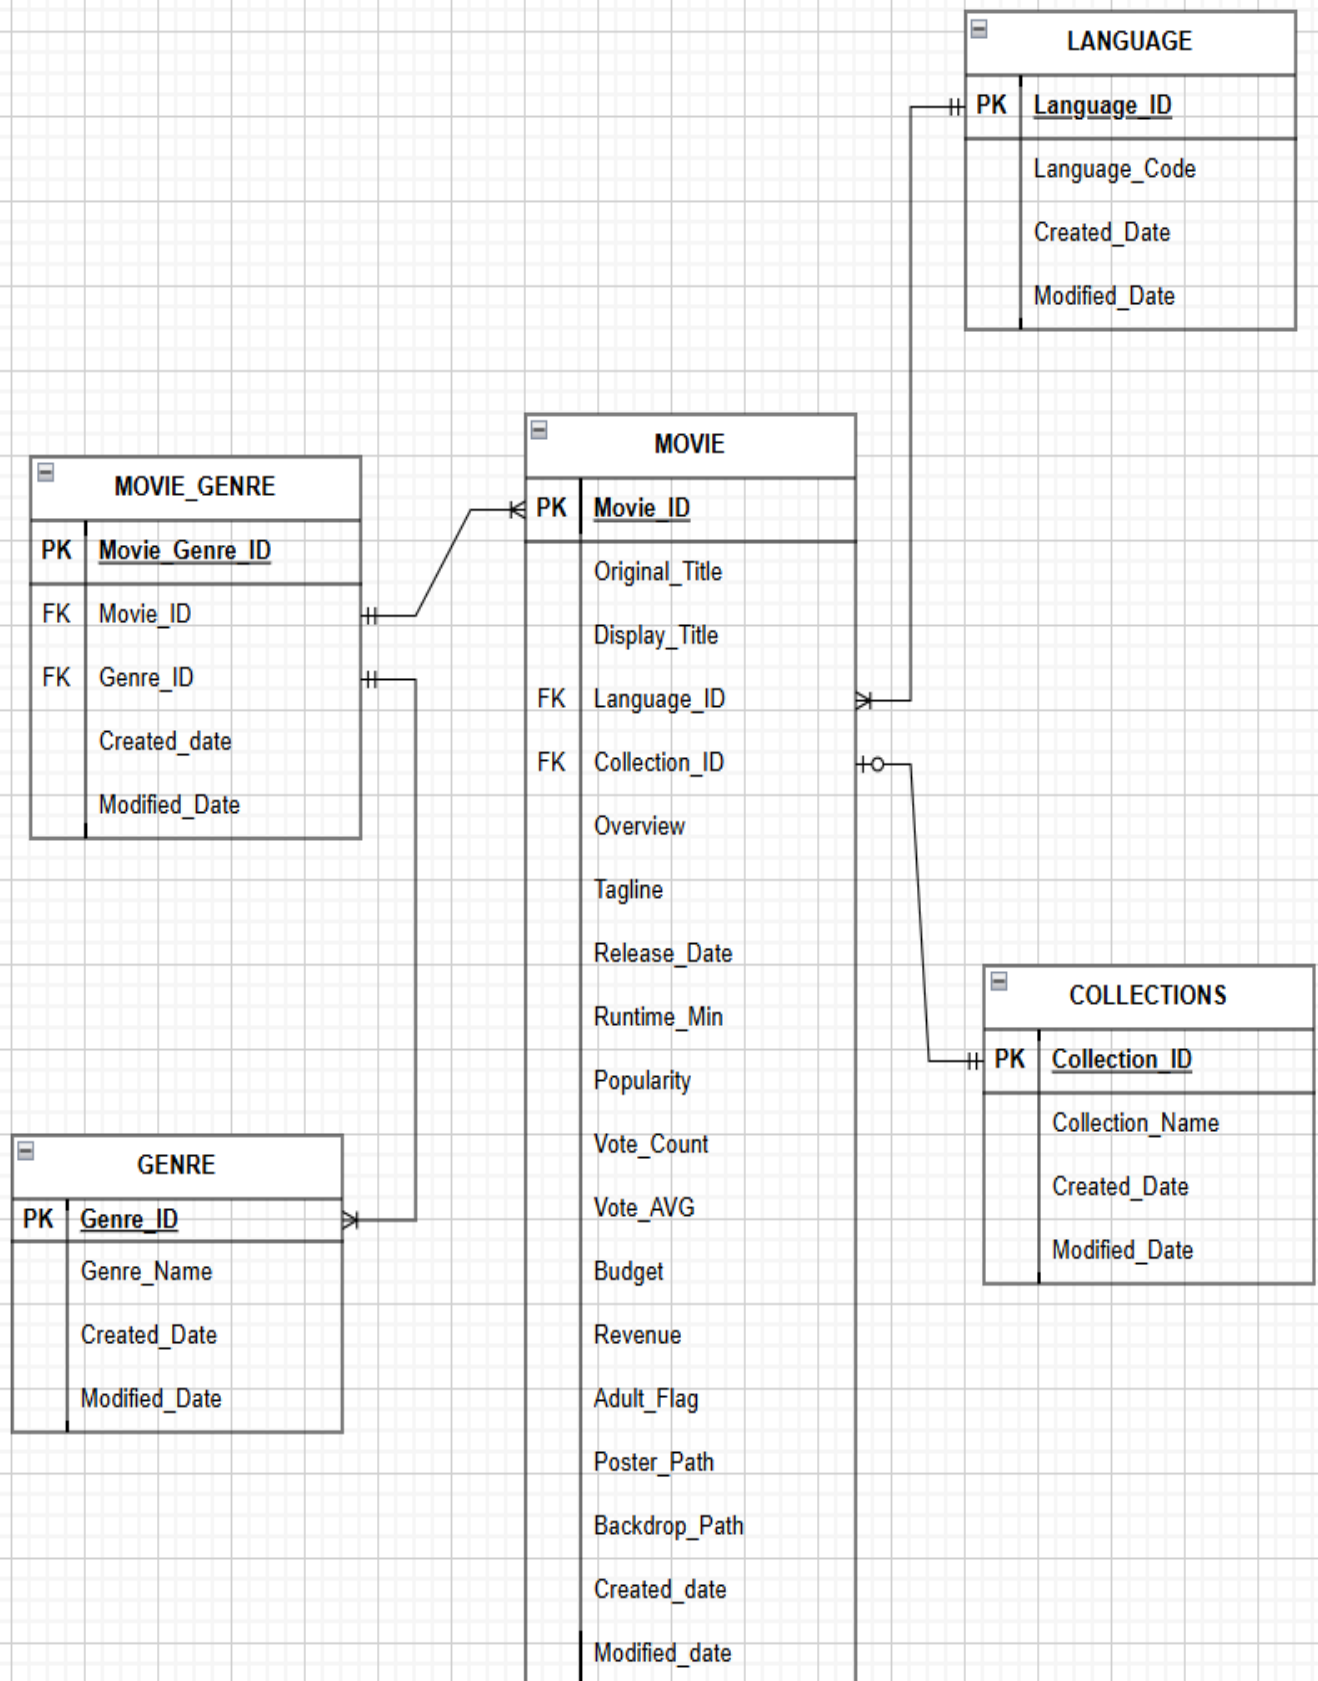 LANGUAGE
PK Language_ID
Language_Code
Created_Date
Modified_Date
MOVIE
PK Movie_ID
Original_Title
Display_Title
FK Language_ID
FK Collection_ID
Overview
Tagline
Release_Date
Runtime_Min
Popularity
Vote_Count
Vote_AVG
Budget
Revenue
Adult_Flag
Poster_Path
Backdrop_Path
Created_date
Modified_date
MOVIE_GENRE
PK Movie_Genre_ID
FK Movie_ID
FK Genre_ID
Created_date
Modified_Date
COLLECTIONS
PK Collection_ID
Collection_Name
Created_Date
Modified_Date
GENRE
PK Genre_ID
Genre_Name
Created_Date
Modified_Date